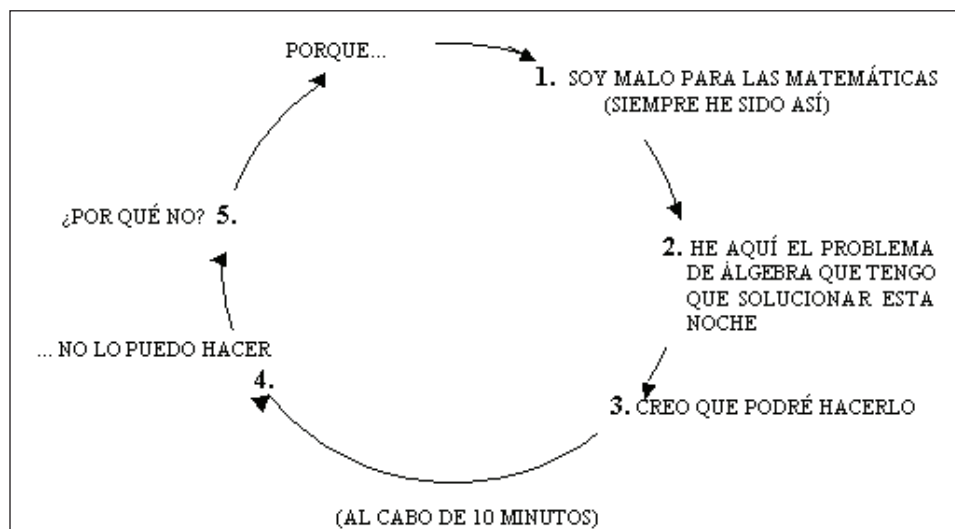 PORQUE...
1. SOY MALO PARA LAS MATEMÁTICAS
(SIEMPRE HE SIDO ASÍ)
2. HE AQUÍ EL PROBLEMA
DE ÁLGEBRA QUE TENGO
QUE SOLUCIONAR ESTA
NOCHE
3. CREO QUE PODRÉ HACERLO
(AL CABO DE 10 MINUTOS)
4.
... NO LO PUEDO HACER
¿POR QUÉ NO? 5.